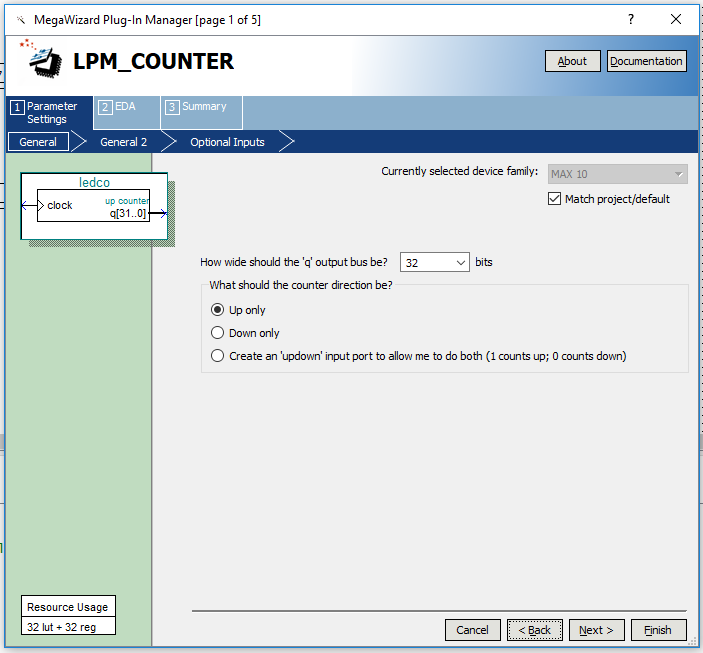 MegaWizard Plug-In Manager [page 1 of 5]
?
LPM_COUNTER
About
Documentation
1 Parameter Settings
2 EDA
3 Summary
General
General 2
Optional Inputs
ledco
clock
up counter
q[31..0]
Currently selected device family:
MAX 10
Match project/default
How wide should the 'q' output bus be?
32
bits
What should the counter direction be?
Up only
Down only
Create an 'updown' input port to allow me to do both (1 counts up; 0 counts down)
Resource Usage
32 lut + 32 reg
Cancel
< Back
Next >
Finish